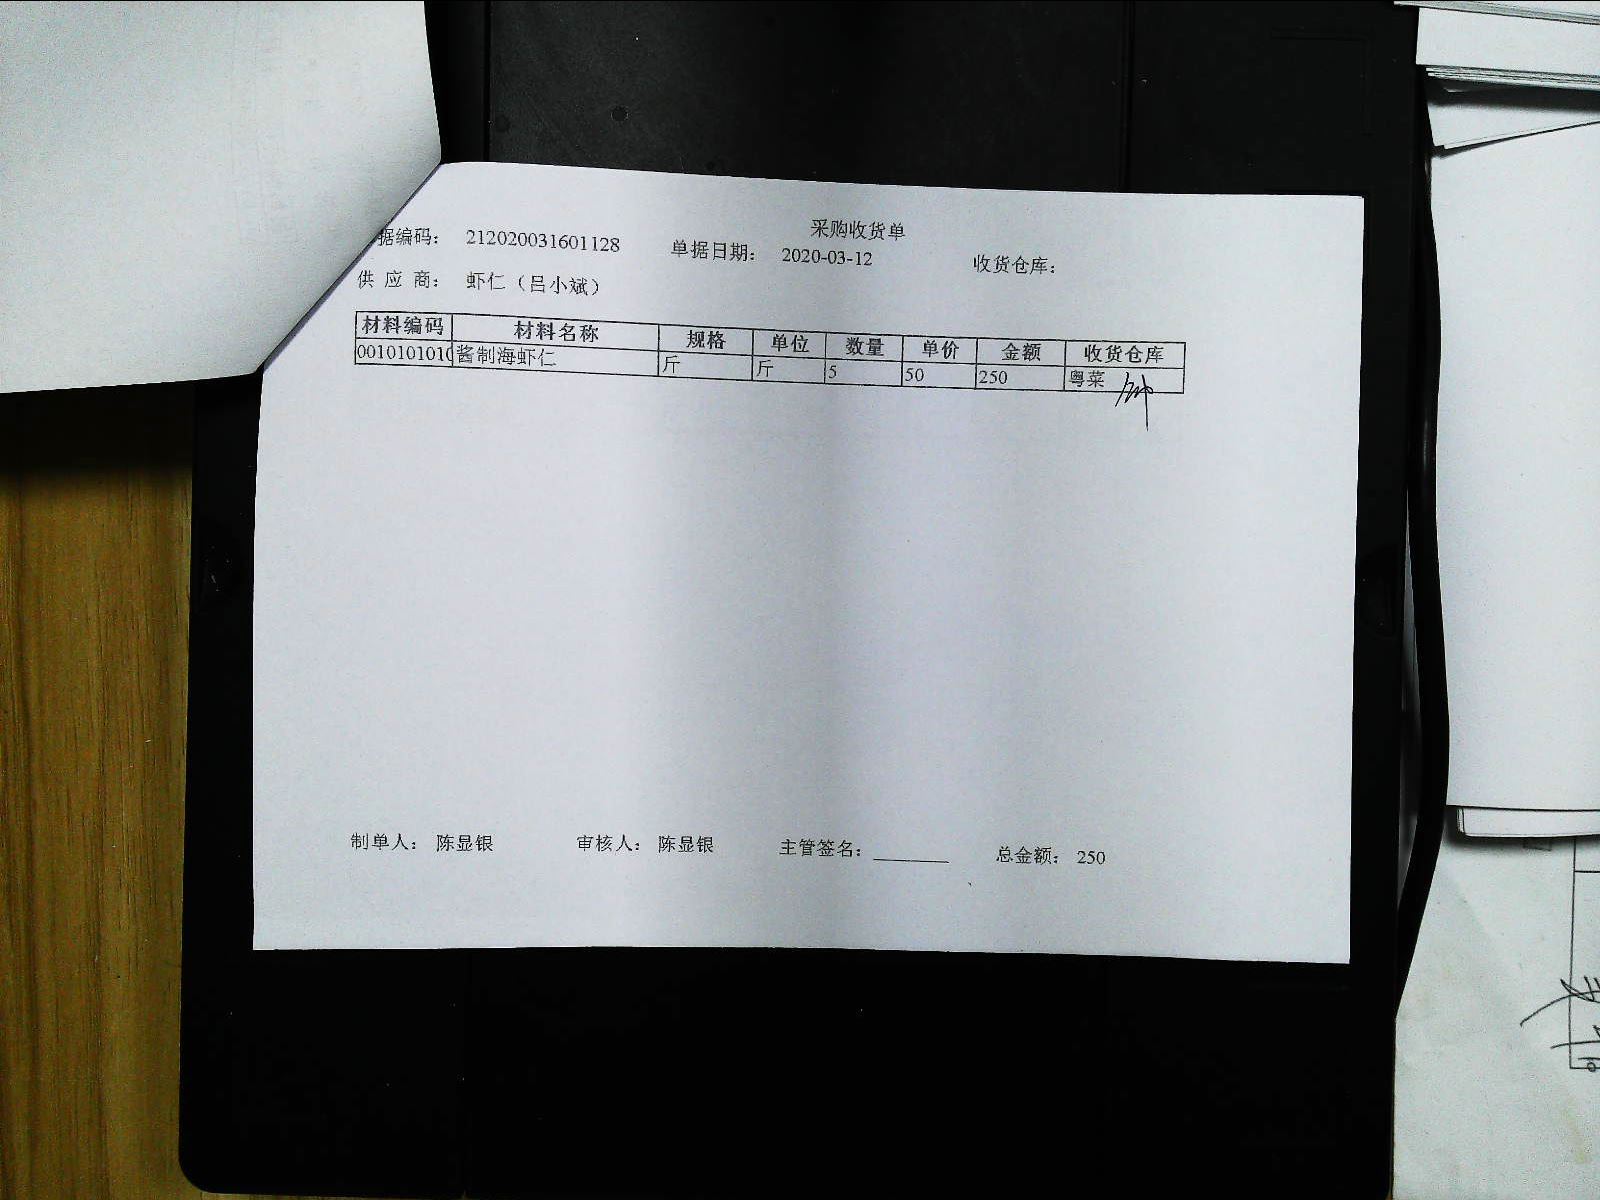 采购收货单
据编码： 212020031601128 单据日期： 2020-03-12 收货仓库：
供 应 商： 虾仁（吕小斌）
材料编码 材料名称 规格 单位 数量 单价 金额 收货仓库
0010101010 酱制海虾仁 斤 斤 5 50 250 粤菜
制单人： 陈显银 审核人： 陈显银 主管签名： 总金额： 250